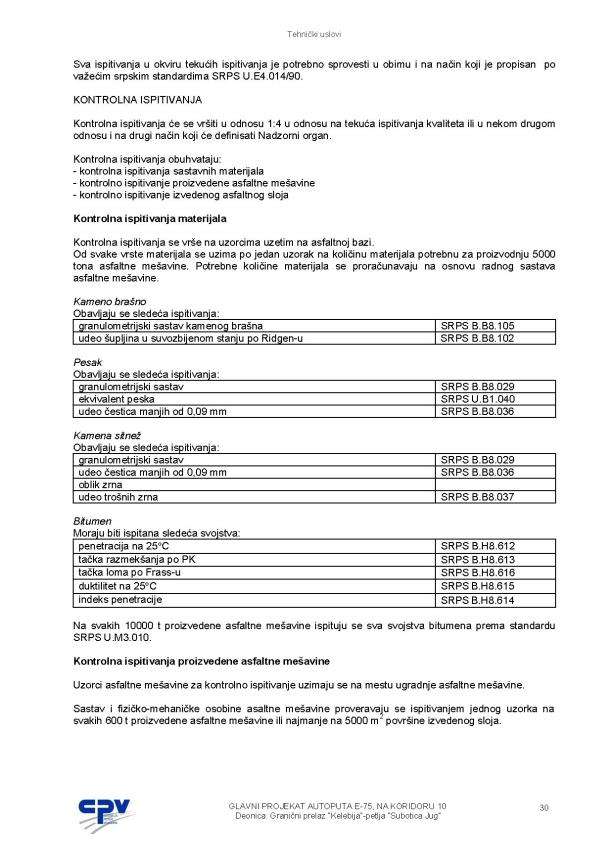 Tehnički uslovi
Sva ispitivanja u okviru tekućih ispitivanja je potrebno sprovesti u obimu i na način koji je propisan po
važećim srpskim standardima SRPS U.E4.014/90.
KONTROLNA ISPITIVANJA
Kontrolna ispitivanja će se vršiti u odnosu 1:4 u odnosu na tekuća ispitivanja kvaliteta ili u nekom drugom
odnosu i na drugi način koji će definisati Nadzorni organ.
Kontrolna ispitivanja obuhvataju:
- kontrolna ispitivanja sastavnih materijala
- kontrolno ispitivanje proizvedene asfaltne mešavine
- kontrolno ispitivanje izvedenog asfaltnog sloja
Kontrolna ispitivanja materijala
Kontrolna ispitivanja se vrše na uzorcima uzetim na asfaltnoj bazi.
Od svake vrste materijala se uzima po jedan uzorak na količinu materijala potrebnu za proizvodnju 5000
tona asfaltne mešavine. Potrebne količine materijala se proračunavaju na osnovu radnog sastava
asfaltne mešavine.
Kameno brašno
Obavljaju se sledeća ispitivanja:
granulometrijski sastav kamenog brašna SRPS B.B8.105
udeo šupljina u suvozbijenom stanju po Ridgen-u SRPS B.B8.102
Pesak
Obavljaju se sledeća ispitivanja:
granulometrijski sastav SRPS B.B8.029
ekvivalent peska SRPS U.B1.040
udeo čestica manjih od 0,09 mm SRPS B.B8.036
Kamena sitnež
Obavljaju se sledeća ispitivanja:
granulometrijski sastav SRPS B.B8.029
udeo čestica manjih od 0,09 mm SRPS B.B8.036
oblik zrna
udeo trošnih zrna SRPS B.B8.037
Bitumen
Moraju biti ispitana sledeća svojstva:
penetracija na 25°C SRPS B.H8.612
tačka razmekšanja po PK SRPS B.H8.613
tačka loma po Frass-u SRPS B.H8.616
duktilitet na 25°C SRPS B.H8.615
indeks penetracije SRPS B.H8.614
Na svakih 10000 t proizvedene asfaltne mešavine ispituju se sva svojstva bitumena prema standardu
SRPS U.M3.010.
Kontrolna ispitivanja proizvedene asfaltne mešavine
Uzorci asfaltne mešavine za kontrolno ispitivanje uzimaju se na mestu ugradnje asfaltne mešavine.
Sastav i fizičko-mehaničke osobine asaltne mešavine proveravaju se ispitivanjem jednog uzorka na
svakih 600 t proizvedene asfaltne mešavine ili najmanje na 5000 m² površine izvedenog sloja.
CPV
GLAVNI PROJEKAT AUTOPUTA E-75, NA KORIDORU 10
Deonica: Granični prelaz "Kelebija"-petlja "Subotica Jug"
30